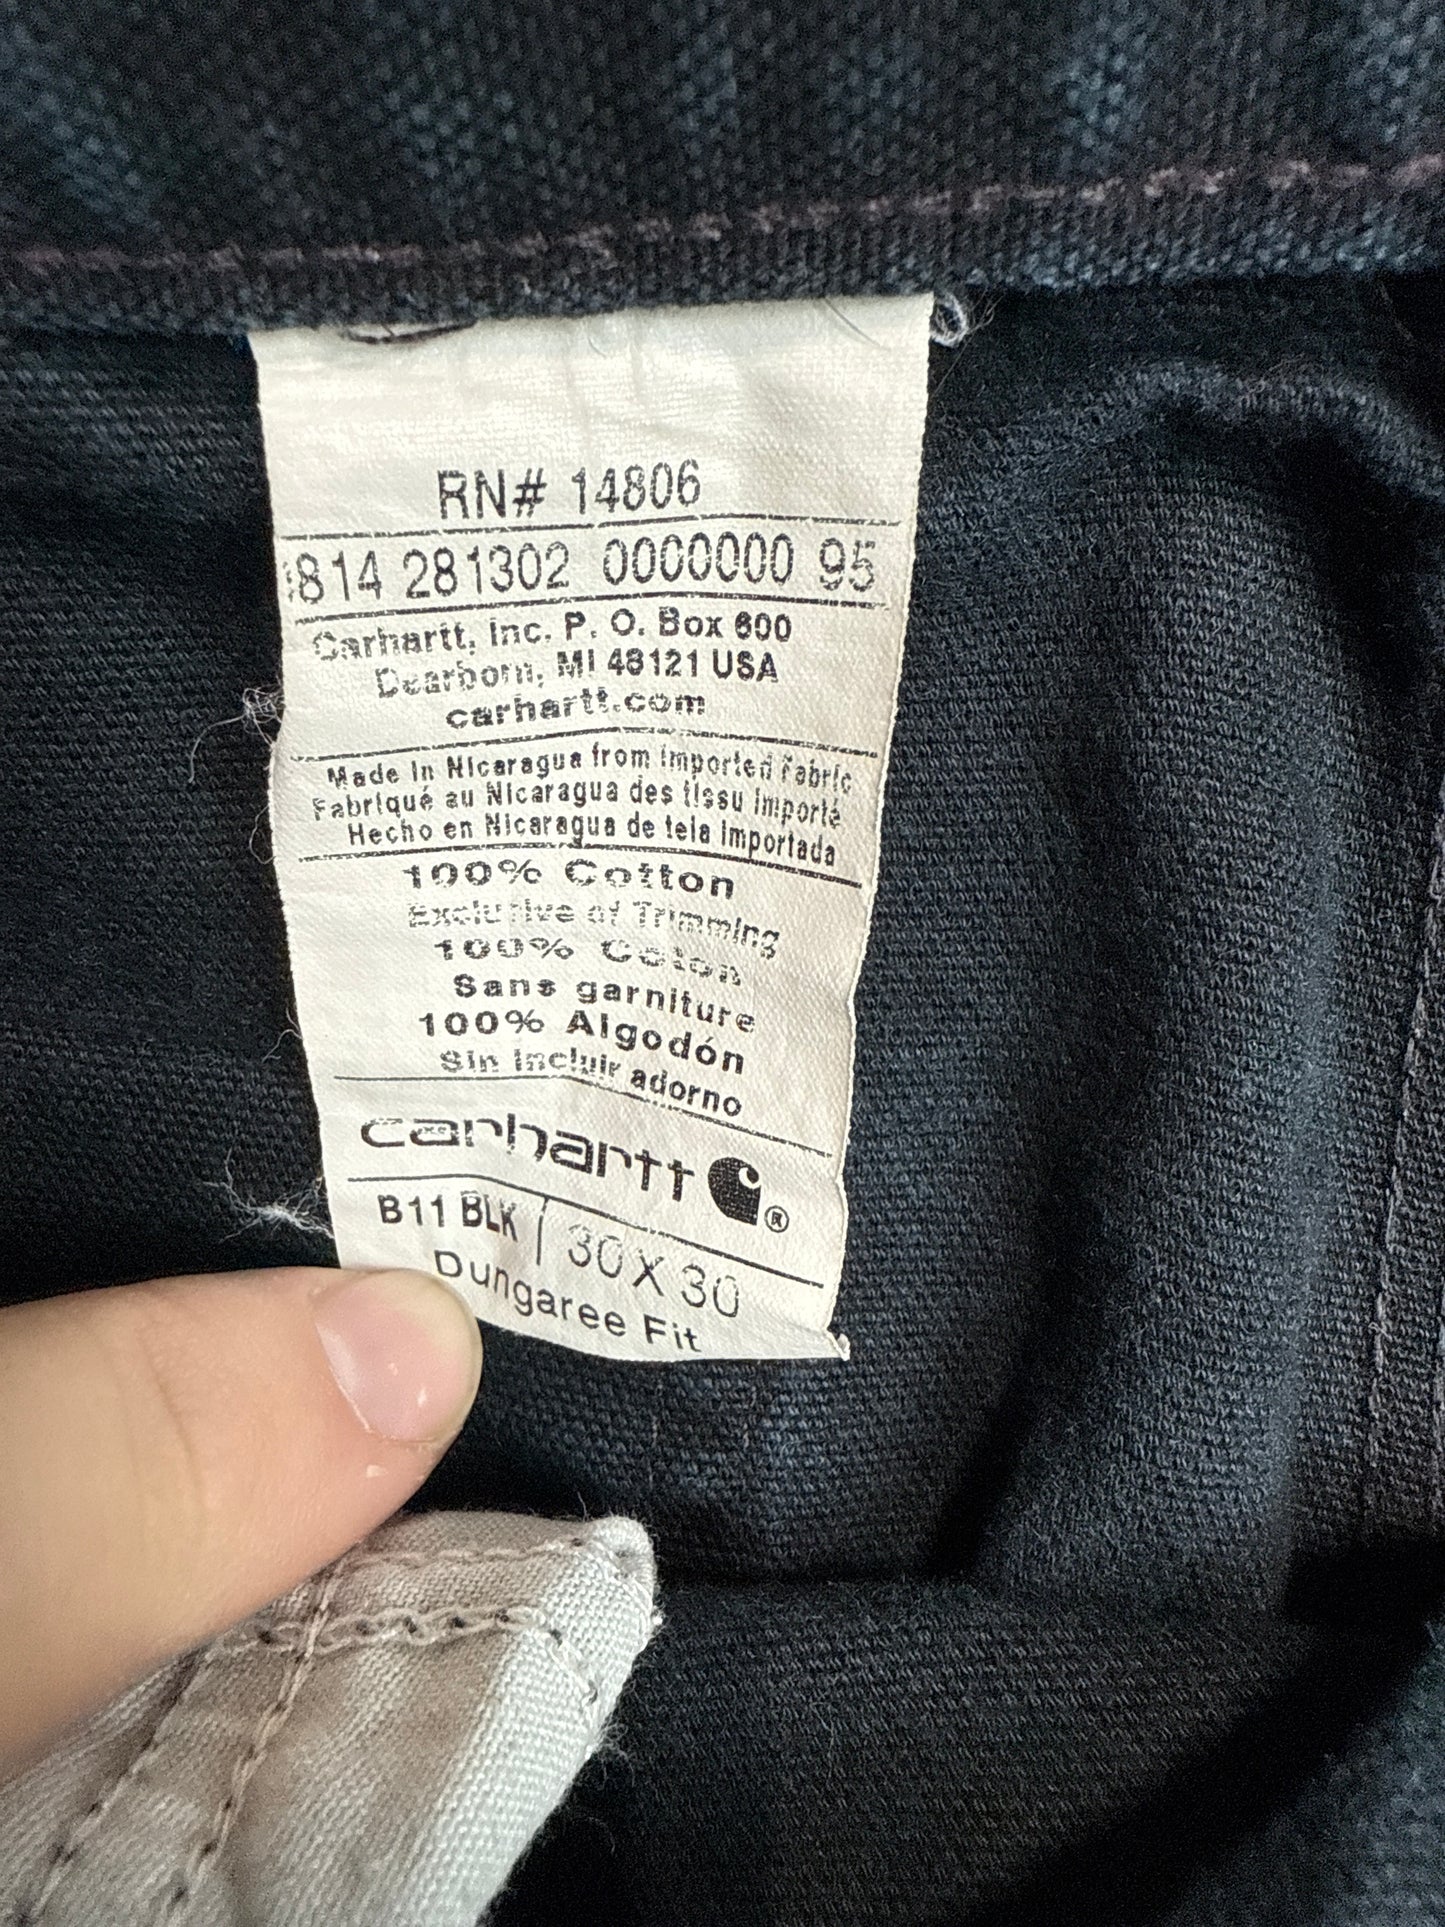 RN# 14806
814 281302 0000000 95
Carhartt, Inc. P. O. Box 600
Dearborn, MI 48121 USA
carhartt.com
Made in Nicaragua from Imported Fabric
Fabriqué au Nicaragua des tissu importé
Hecho en Nicaragua de tela importada
100% Cotton
Exclusive of Trimming
100% Coton
Sans garniture
100% Algodón
Sin incluir adorno
carhartt ®
B11 BLK 30 X 30
Dungaree Fit